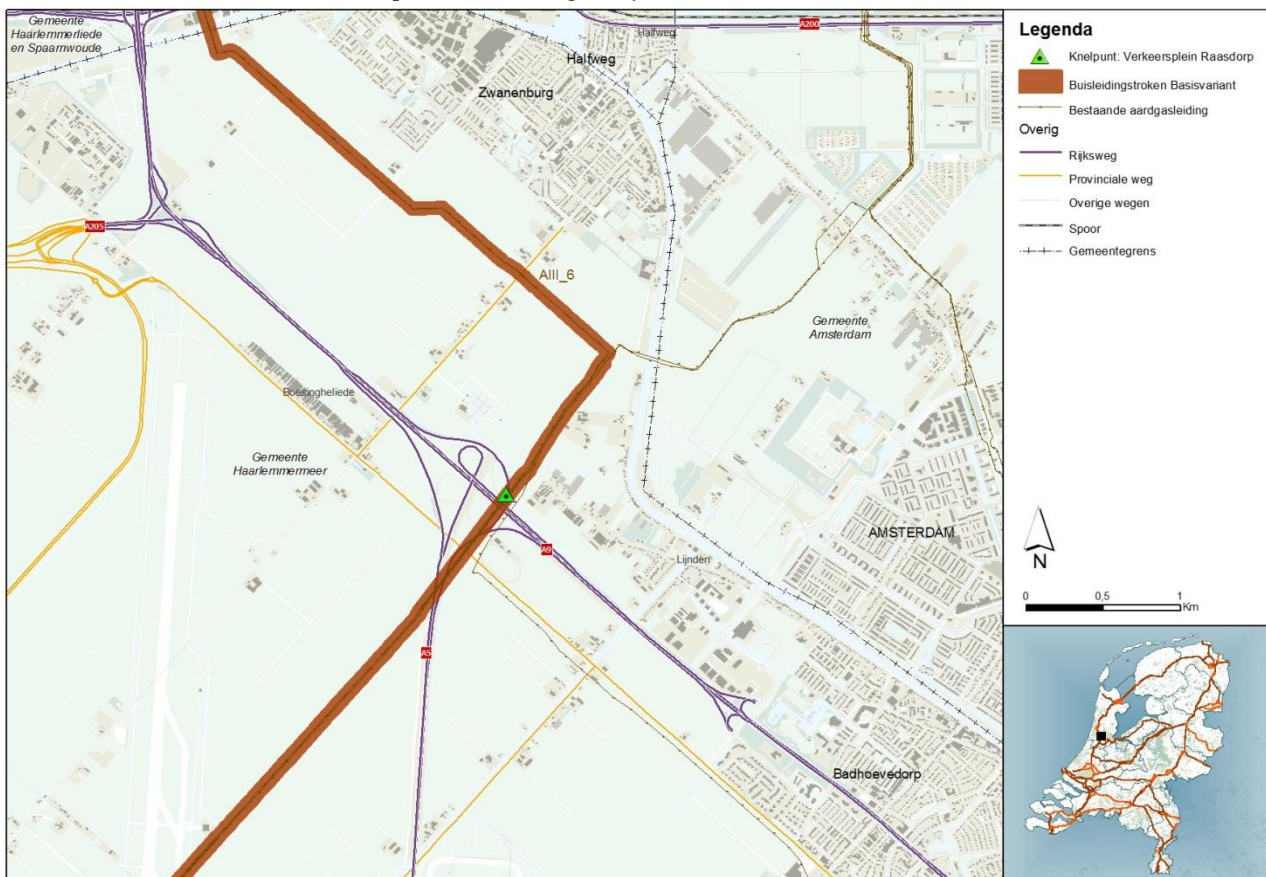 Gemeente
Haarlemmerliede
en Spaarnwoude
A200
Halfweg
Halfweg
Zwanenburg
A205
AIII_6
Gemeente
Amsterdam
Boesingheliede
Gemeente
Haarlemmermeer
AMSTERDAM
A9
Lijnden
A5
Badhoevedorp
Legenda
Knelpunt: Verkeersplein Raasdorp
Buisleidingstroken Basisvariant
Bestaande aardgasleiding
Overig
Rijksweg
Provinciale weg
Overige wegen
Spoor
Gemeentegrens
N
0 0,5 1
Km